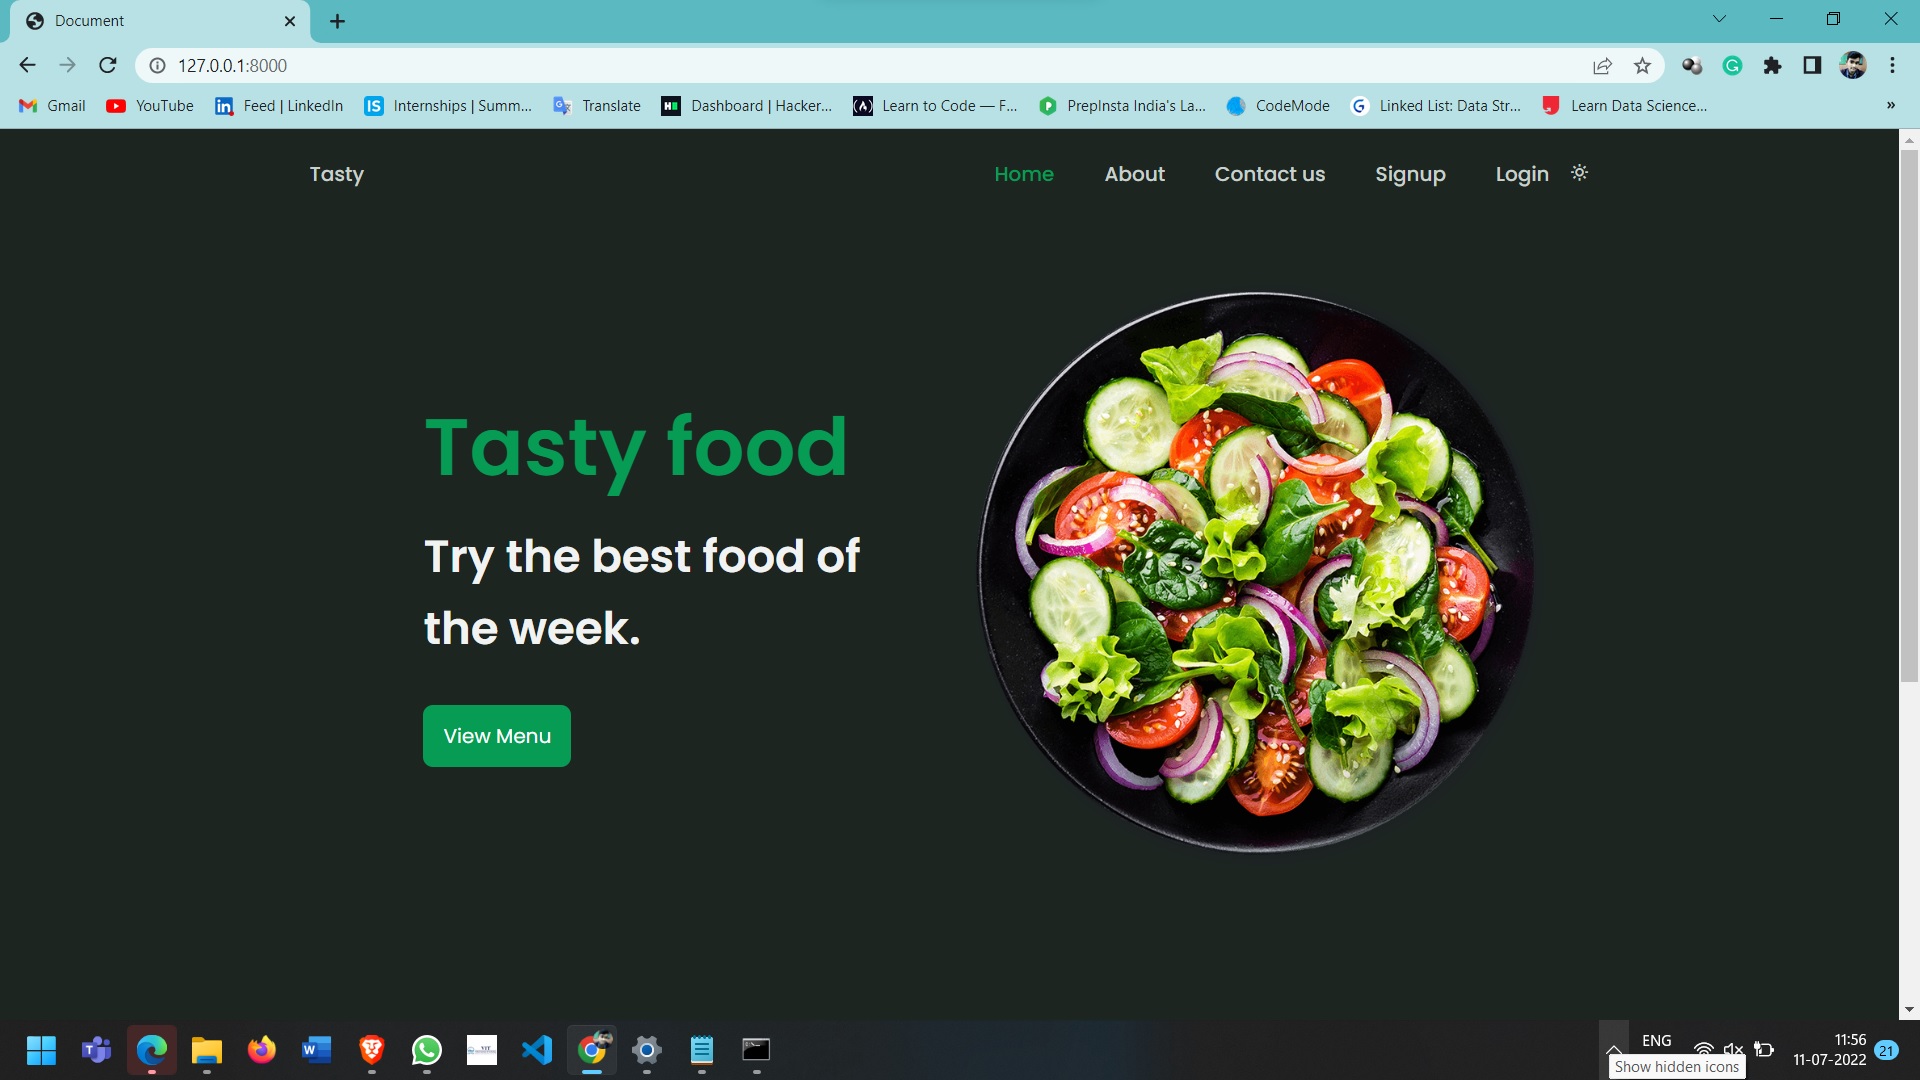 Document
127.0.0.1:8000
Gmail YouTube Feed | LinkedIn Internships | Summ... Translate Dashboard | Hacker... Learn to Code — F... PrepInsta India's La... CodeMode Linked List: Data Str... Learn Data Science... »
Tasty Home About Contact us Signup Login
Tasty food
Try the best food of
the week.
View Menu
ENG
11:56
11-07-2022
21
Show hidden icons